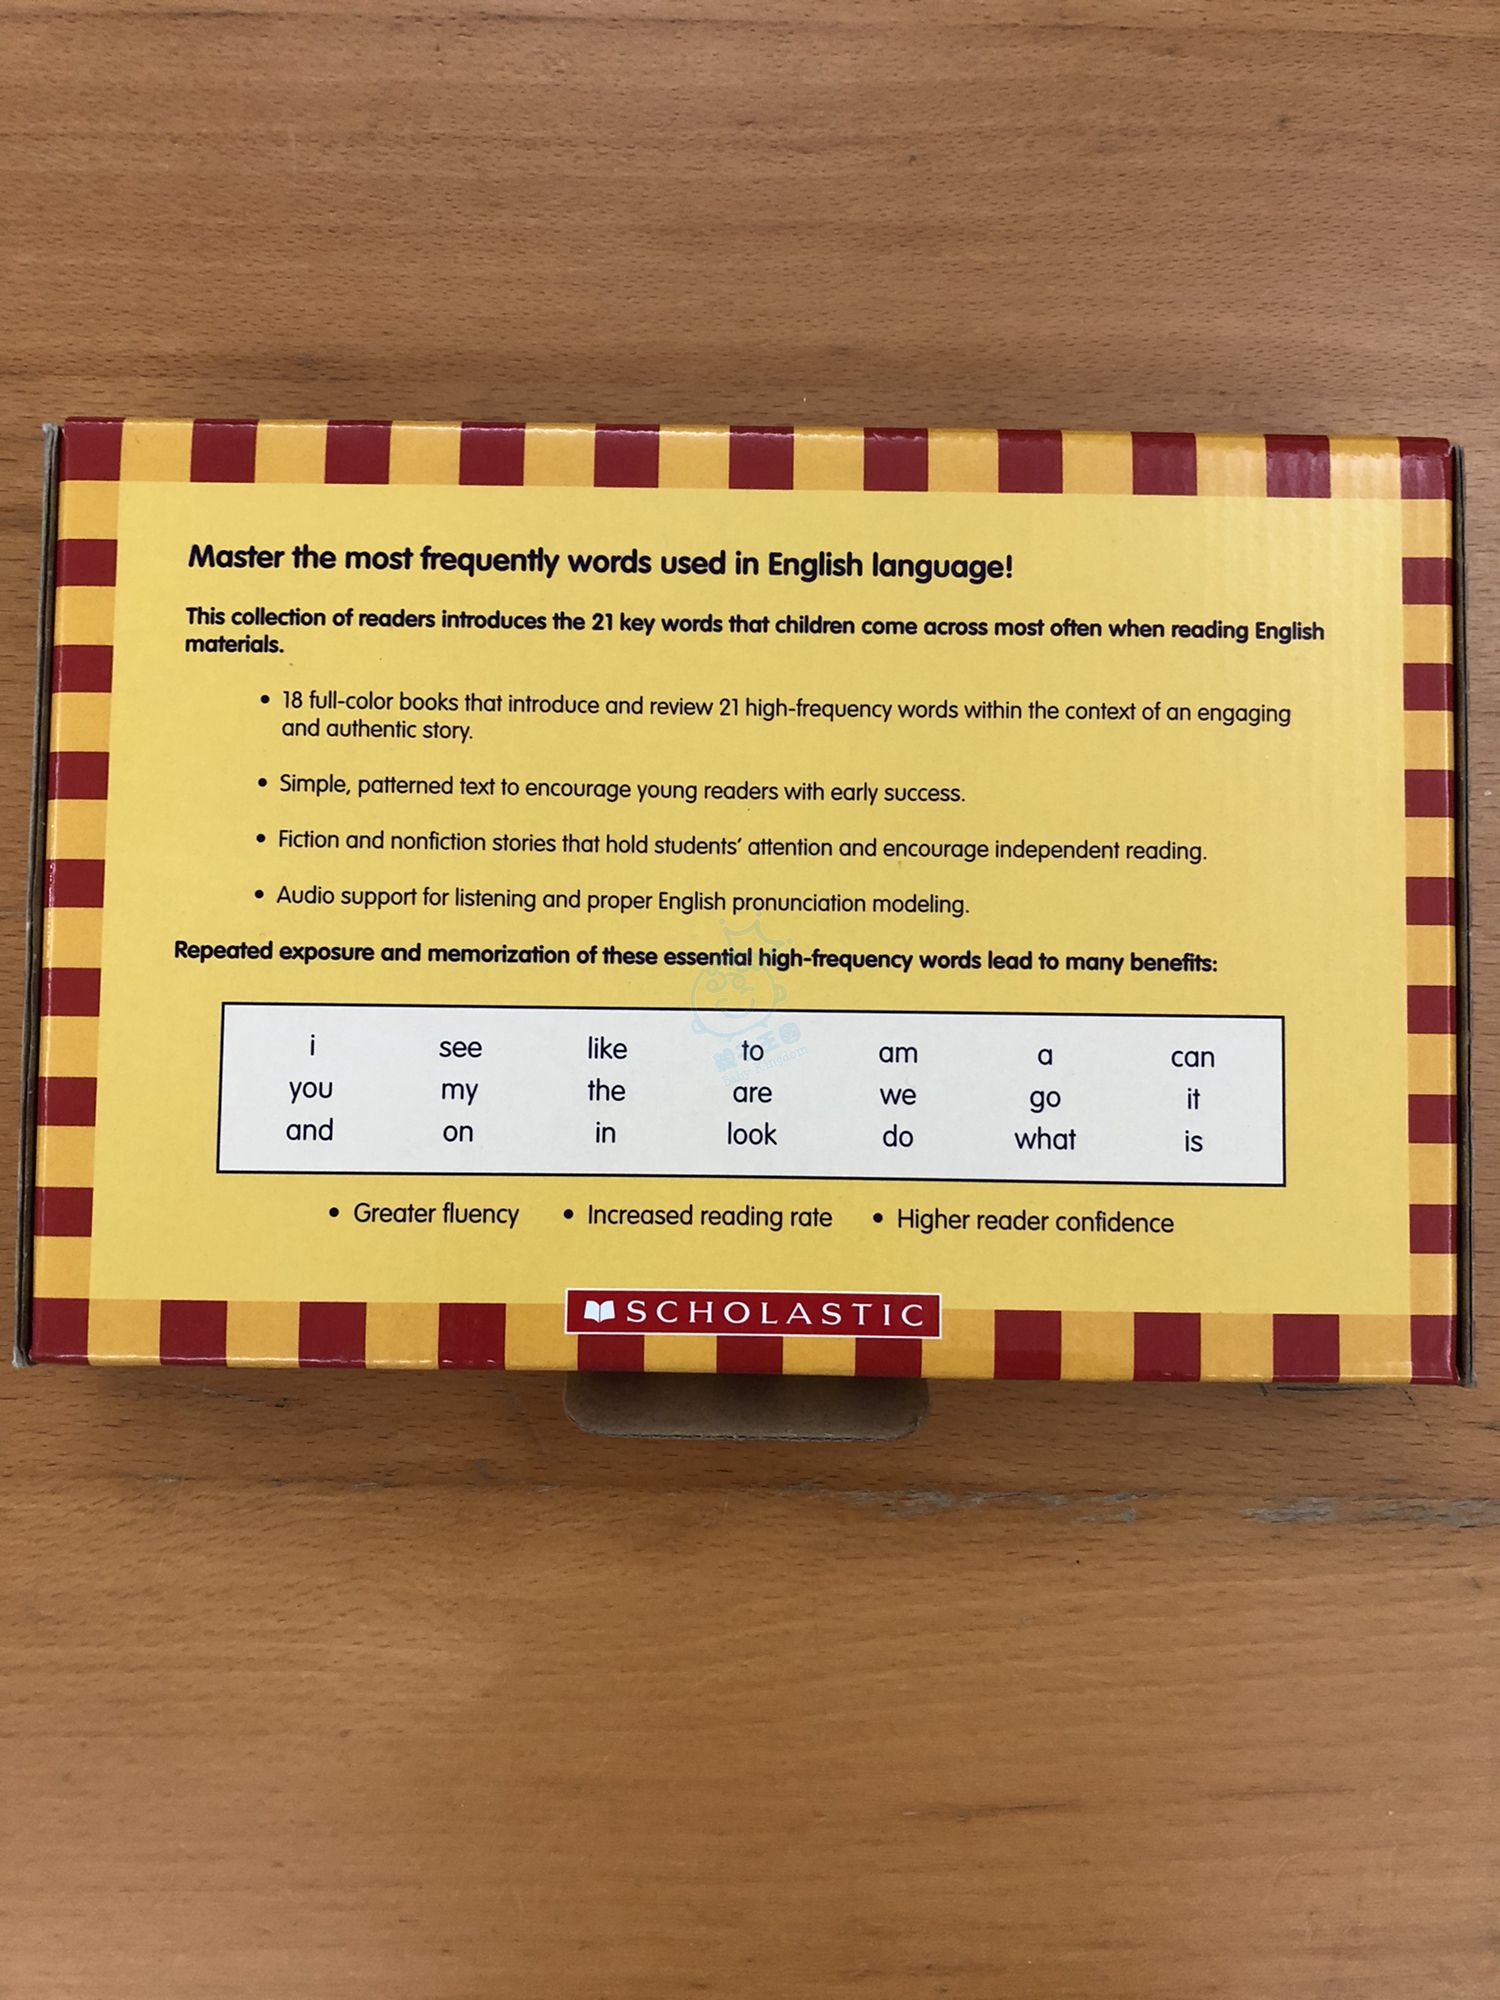 Master the most frequently words used in English language!
This collection of readers introduces the 21 key words that children come across most often when reading English
materials.
• 18 full-color books that introduce and review 21 high-frequency words within the context of an engaging
and authentic story.
• Simple, patterned text to encourage young readers with early success.
• Fiction and nonfiction stories that hold students' attention and encourage independent reading.
• Audio support for listening and proper English pronunciation modeling.
Repeated exposure and memorization of these essential high-frequency words lead to many benefits:
i see like to am a can
you my the are we go it
and on in look do what is
• Greater fluency • Increased reading rate • Higher reader confidence
SCHOLASTIC
親子王國
Baby Kingdom